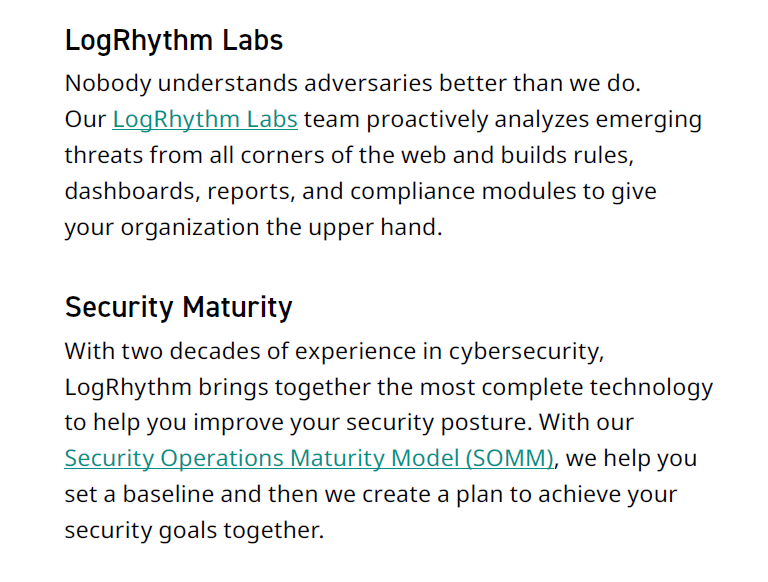 LogRhythm Labs
Nobody understands adversaries better than we do.
Our LogRhythm Labs team proactively analyzes emerging
threats from all corners of the web and builds rules,
dashboards, reports, and compliance modules to give
your organization the upper hand.
Security Maturity
With two decades of experience in cybersecurity,
LogRhythm brings together the most complete technology
to help you improve your security posture. With our
Security Operations Maturity Model (SOMM), we help you
set a baseline and then we create a plan to achieve your
security goals together.